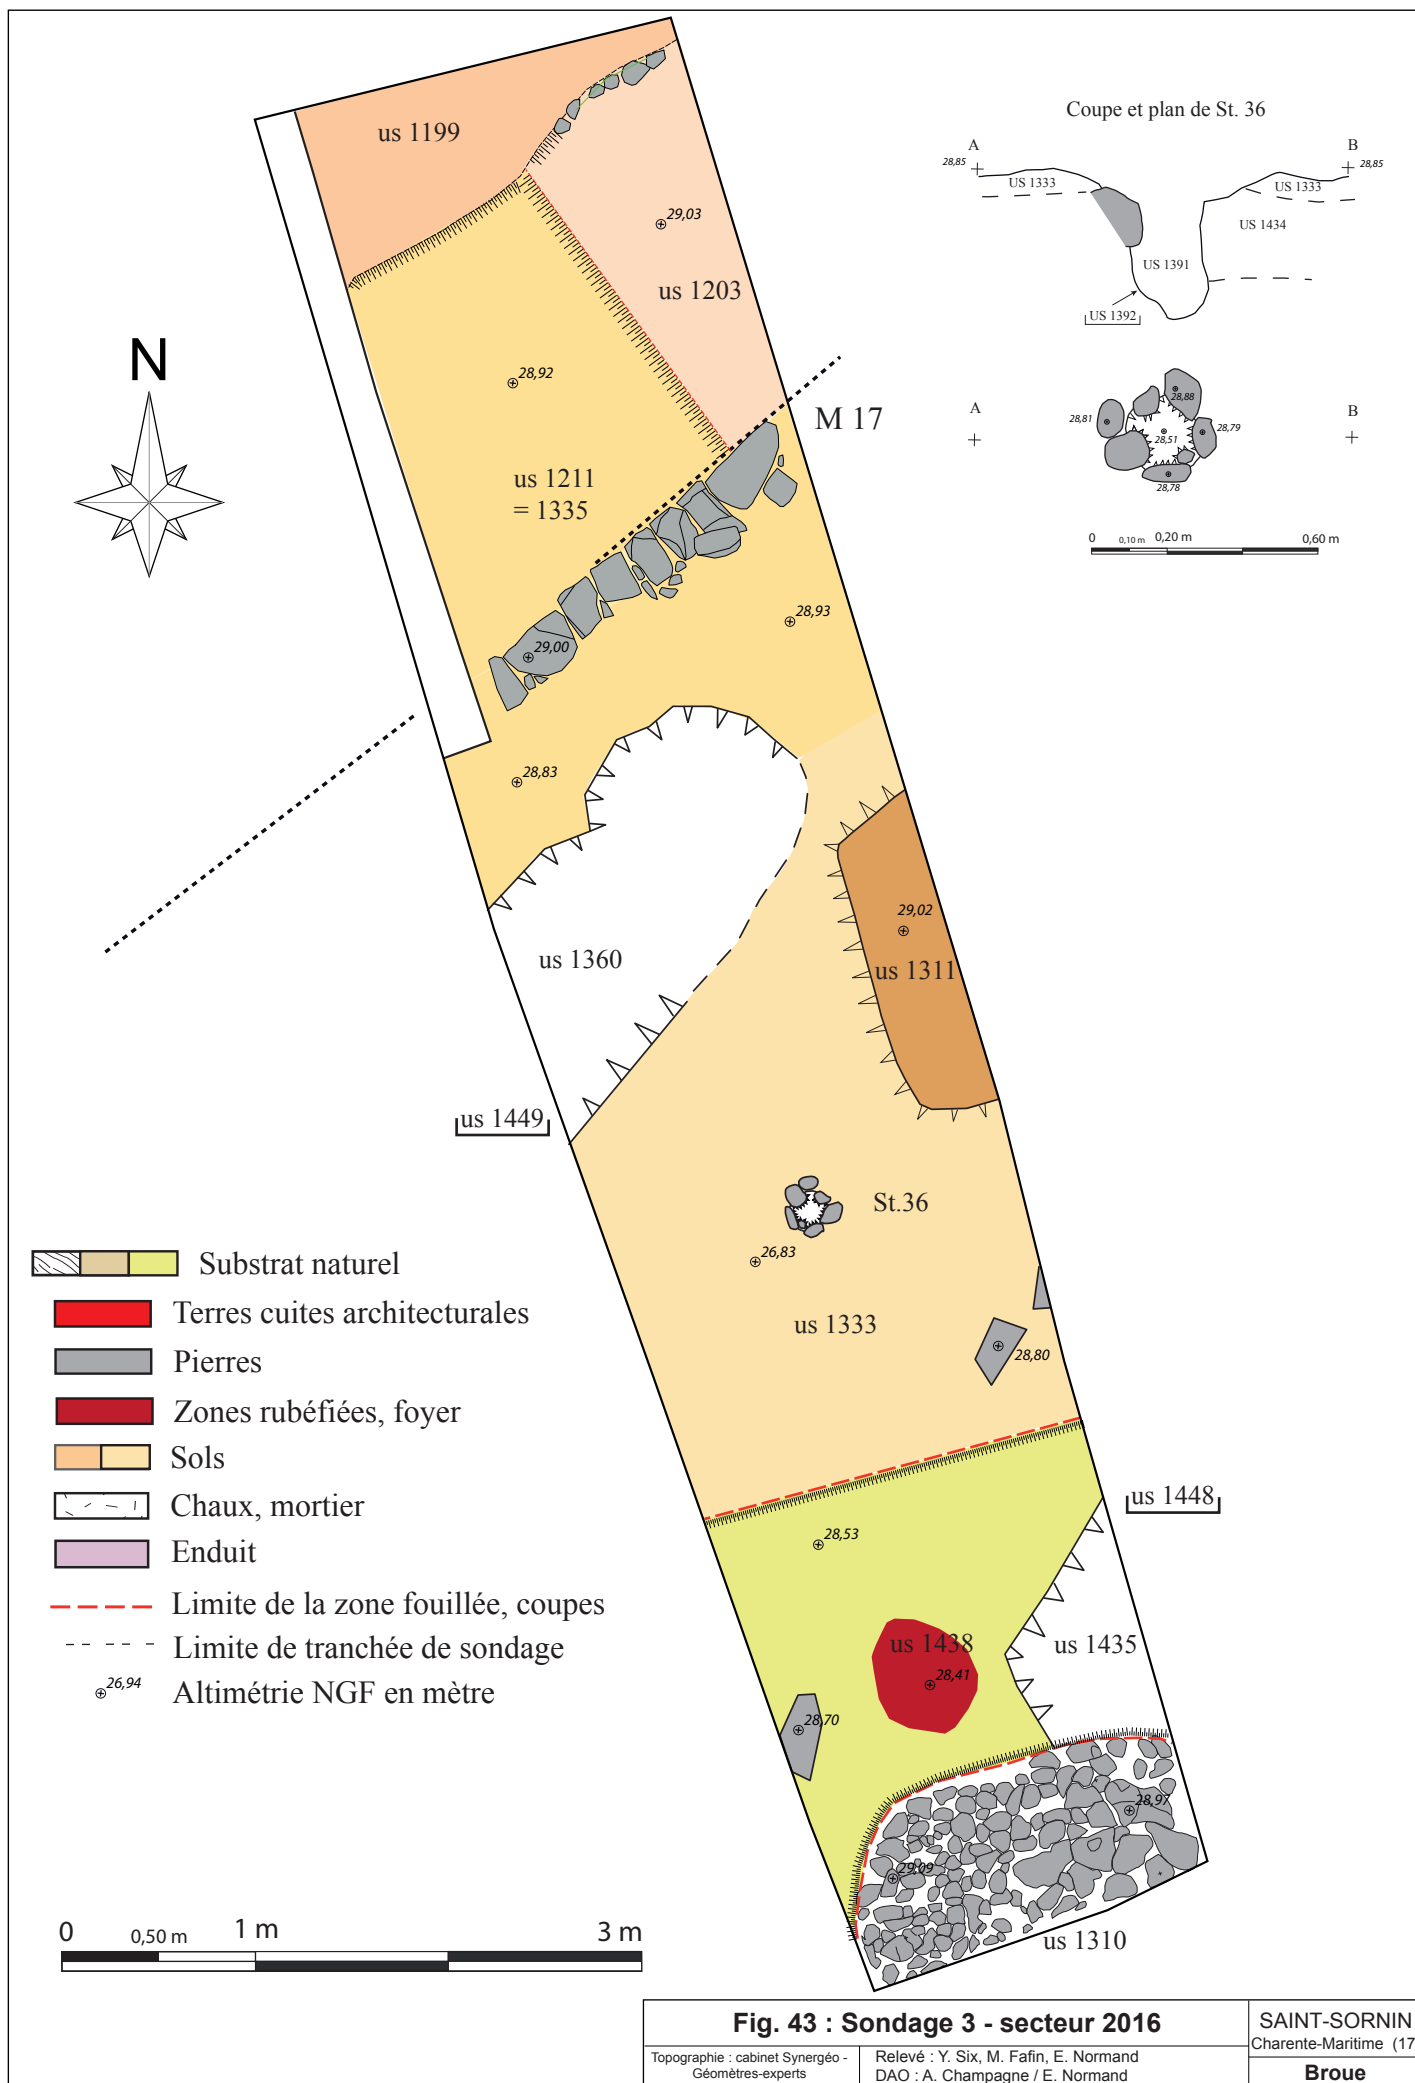 us 1199
Coupe et plan de St. 36
A
B
28,85
28,85
US 1333
US 1333
US 1434
US 1391
US 1392
29,03
us 1203
N
28,92
M 17
us 1211
= 1335
A
B
28,81
28,88
28,51
28,79
28,78
0 0,10 m 0,20 m 0,60 m
28,93
29,00
28,83
29,02
us 1360
us 1311
us 1449
St.36
26,83
us 1333
28,80
Substrat naturel
Terres cuites architecturales
Pierres
Zones rubéfiées, foyer
Sols
Chaux, mortier
Enduit
Limite de la zone fouillée, coupes
Limite de tranchée de sondage
26,94 Altimétrie NGF en mètre
us 1448
28,53
us 1438
us 1435
28,41
28,70
28,97
29,09
us 1310
0 0,50 m 1 m 3 m
Fig. 43 : Sondage 3 - secteur 2016
SAINT-SORNIN
Charente-Maritime (17
Broue
Topographie : cabinet Synergéo -
Géomètres-experts
Relevé : Y. Six, M. Fafin, E. Normand
DAO : A. Champagne / E. Normand